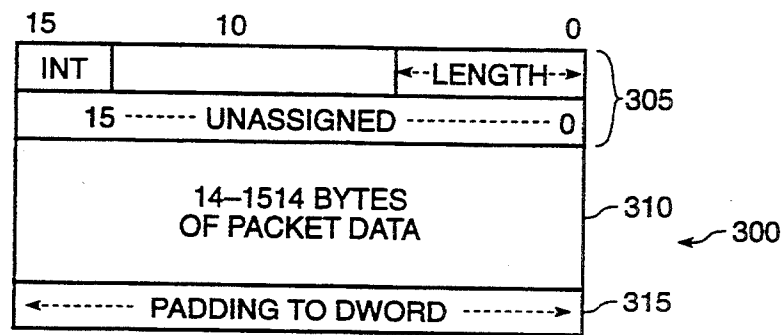 15 10 0
INT LENGTH
305
15 UNASSIGNED 0
14–1514 BYTES
OF PACKET DATA
310
300
PADDING TO DWORD
315